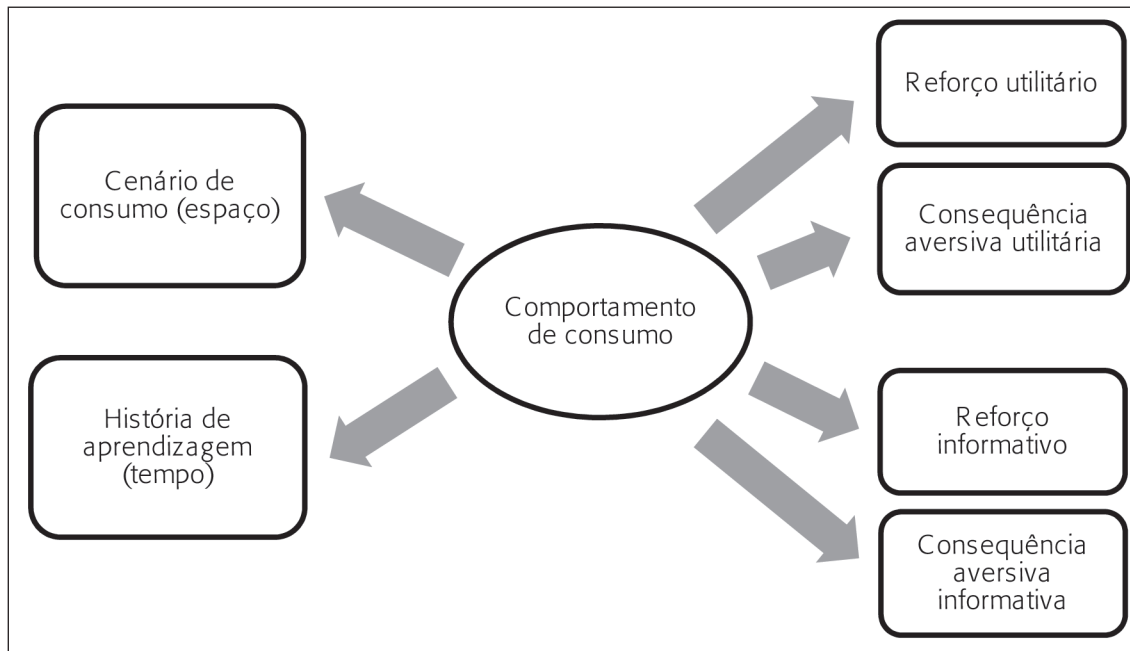 Cenário de
consumo (espaço)
História de
aprendizagem
(tempo)
Comportamento
de consumo
Reforço utilitário
Consequência
aversiva utilitária
Reforço
informativo
Consequência
aversiva
informativa